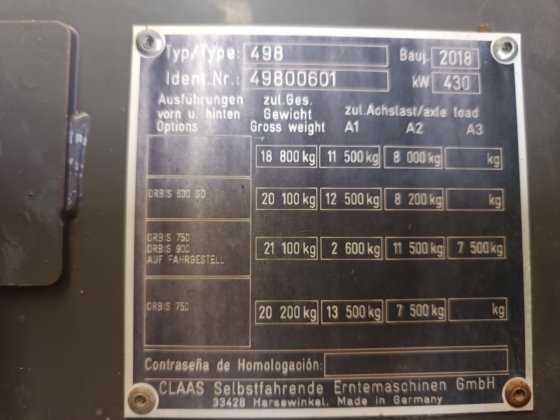 Typ/Type: 498 Bauj. 2018
Ident.Nr.: 49800601 kW 430
Ausführungen zul.Ges. zul.Achslast/axle load
vorn u. hinten Gewicht
Options Gross weight A1 A2 A3
18 800 kg 11 500 kg 8 000 kg kg
ORBIS 600 SD 20 100 kg 12 500 kg 8 200 kg kg
ORBIS 750
ORBIS 900 21 100 kg 2 600 kg 11 500 kg 7 500 kg
AUF FAHRGESTELL
ORBIS 750 20 200 kg 13 500 kg 7 500 kg kg
Contraseña de Homologación:
CLAAS Selbstfahrende Erntemaschinen GmbH
33428 Harsewinkel. Made in Germany